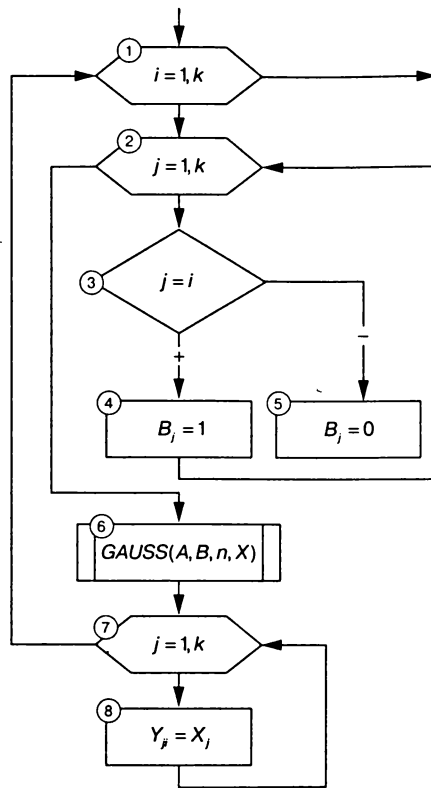 1
i = 1, k
2
j = 1, k
3
j = i
+
–
4
B_j = 1
5
B_j = 0
6
GAUSS(A, B, n, X)
7
j = 1, k
8
Y_ji = X_j